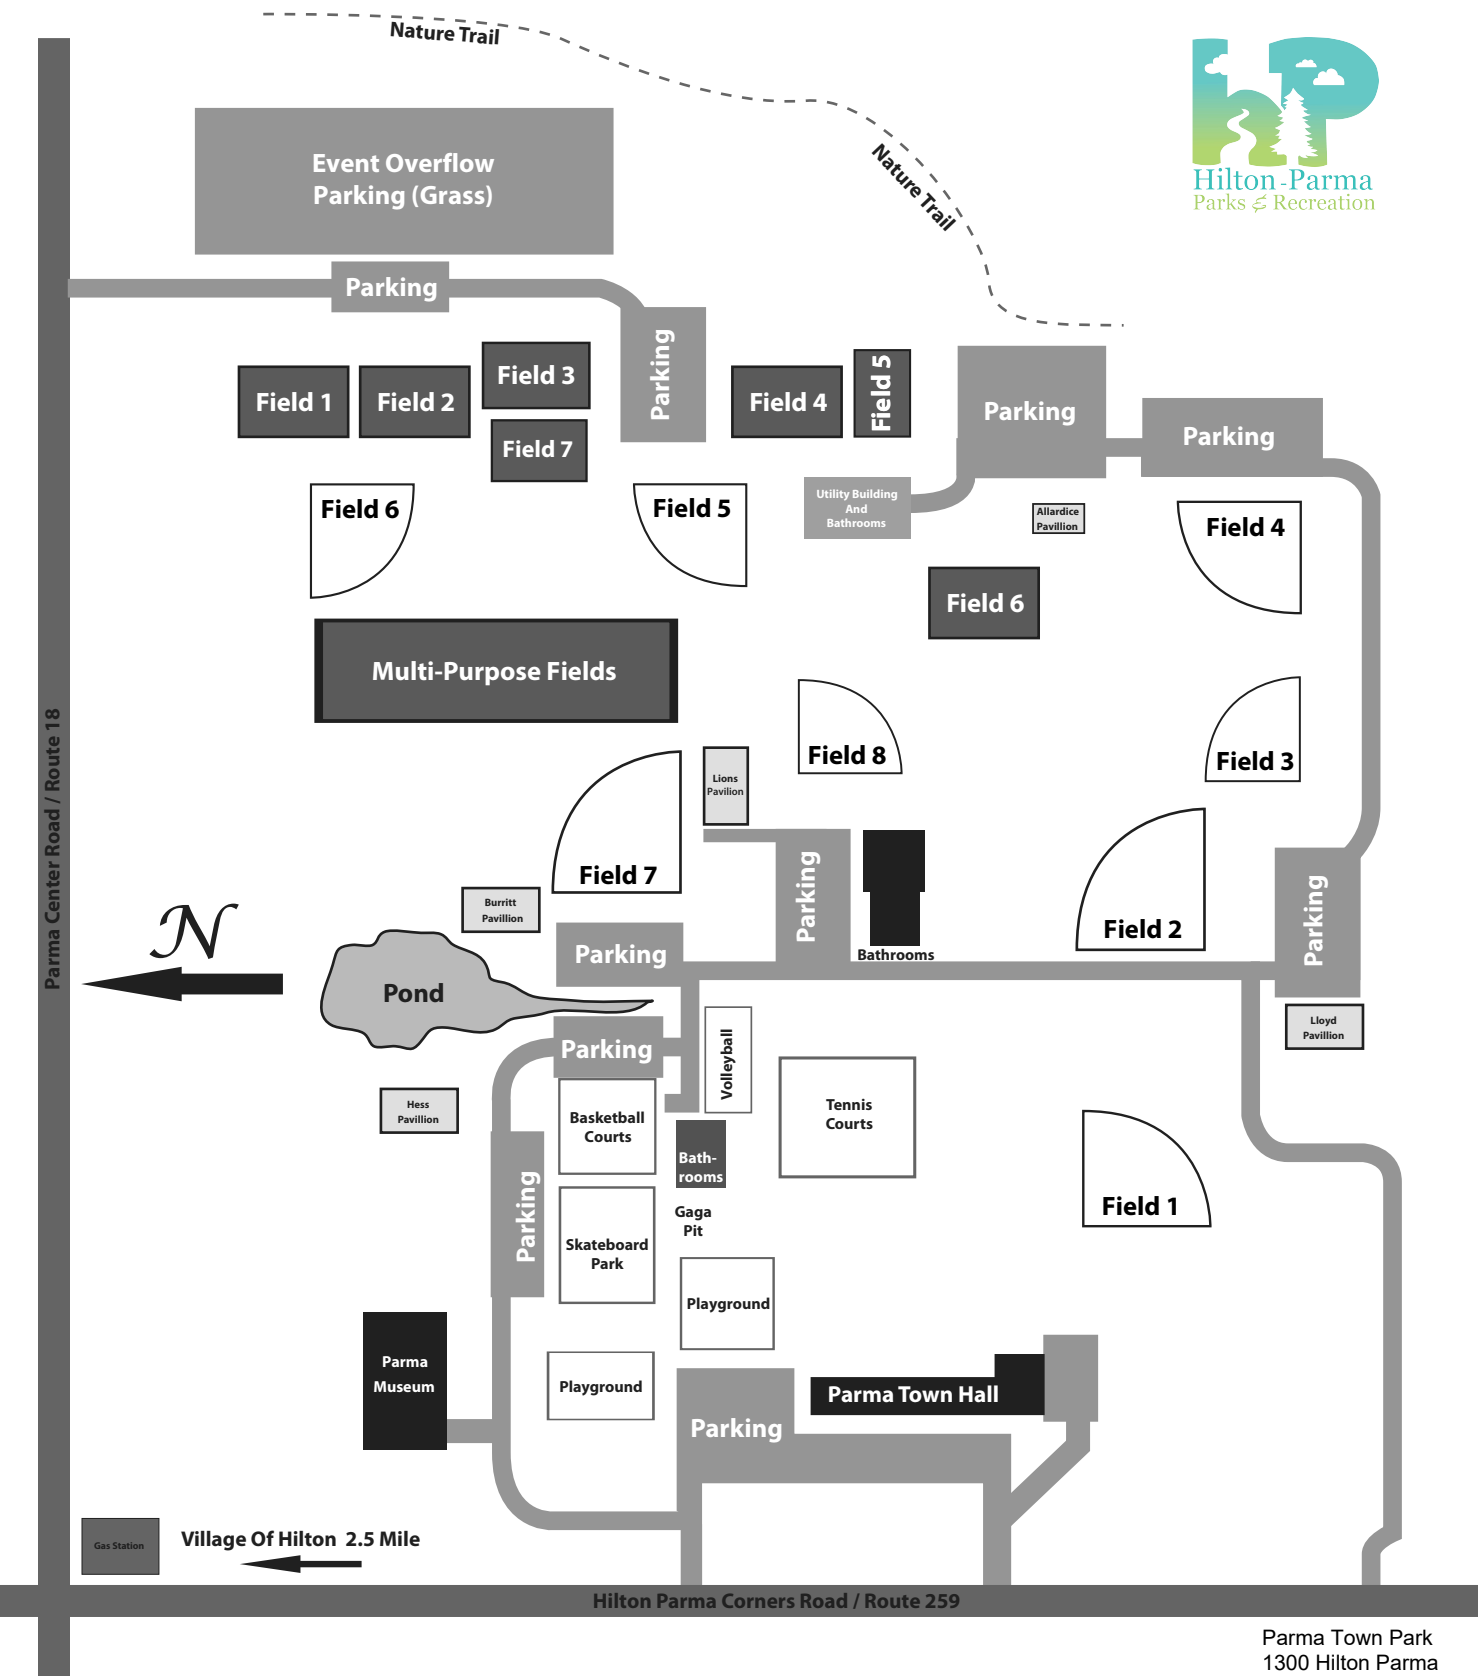 Nature Trail
hP
Hilton-Parma
Parks & Recreation
Event Overflow
Parking (Grass)
Nature Trail
Parking
Parking
Field 1
Field 2
Field 3
Field 7
Field 4
Field 5
Parking
Parking
Field 6
Field 5
Utility Building
And
Bathrooms
Allardice
Pavillion
Field 4
Field 6
Multi-Purpose Fields
Field 8
Field 3
Lions
Pavilion
Parma Center Road / Route 18
Field 7
Parking
Field 2
Parking
Burritt
Pavillion
N
Parking
Bathrooms
Pond
Lloyd
Pavillion
Parking
Volleyball
Hess
Pavillion
Basketball
Courts
Tennis
Courts
Bath-
rooms
Parking
Gaga
Pit
Field 1
Skateboard
Park
Playground
Parma
Museum
Playground
Parma Town Hall
Parking
Gas Station
Village Of Hilton 2.5 Mile
Hilton Parma Corners Road / Route 259
Parma Town Park
1300 Hilton Parma